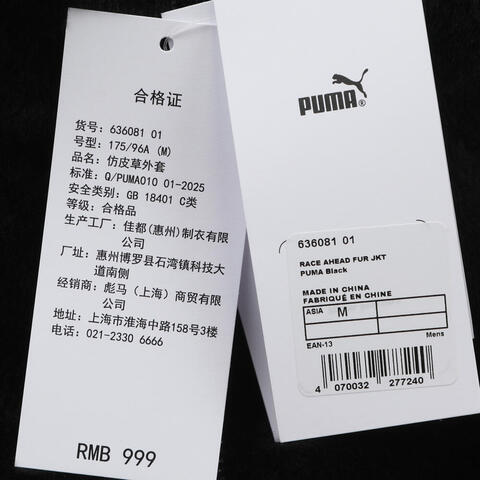 合格证
货号: 636081 01
号型: 175/96A (M)
品名: 仿皮草外套
标准: Q/PUMA010 01-2025
安全类别: GB 18401 C类
等级: 合格品
生产工厂: 佳都(惠州)制衣有限
公司
厂址: 惠州博罗县石湾镇科技大
道南侧
经销商: 彪马（上海）商贸有限
公司
地址: 上海市淮海中路158号3楼
电话: 021-2330 6666
RMB 999
PUMA®
636081 01
RACE AHEAD FUR JKT
PUMA Black
MADE IN CHINA
FABRIQUÉ EN CHINE
ASIA M
Mens
EAN-13
4 070032 277240